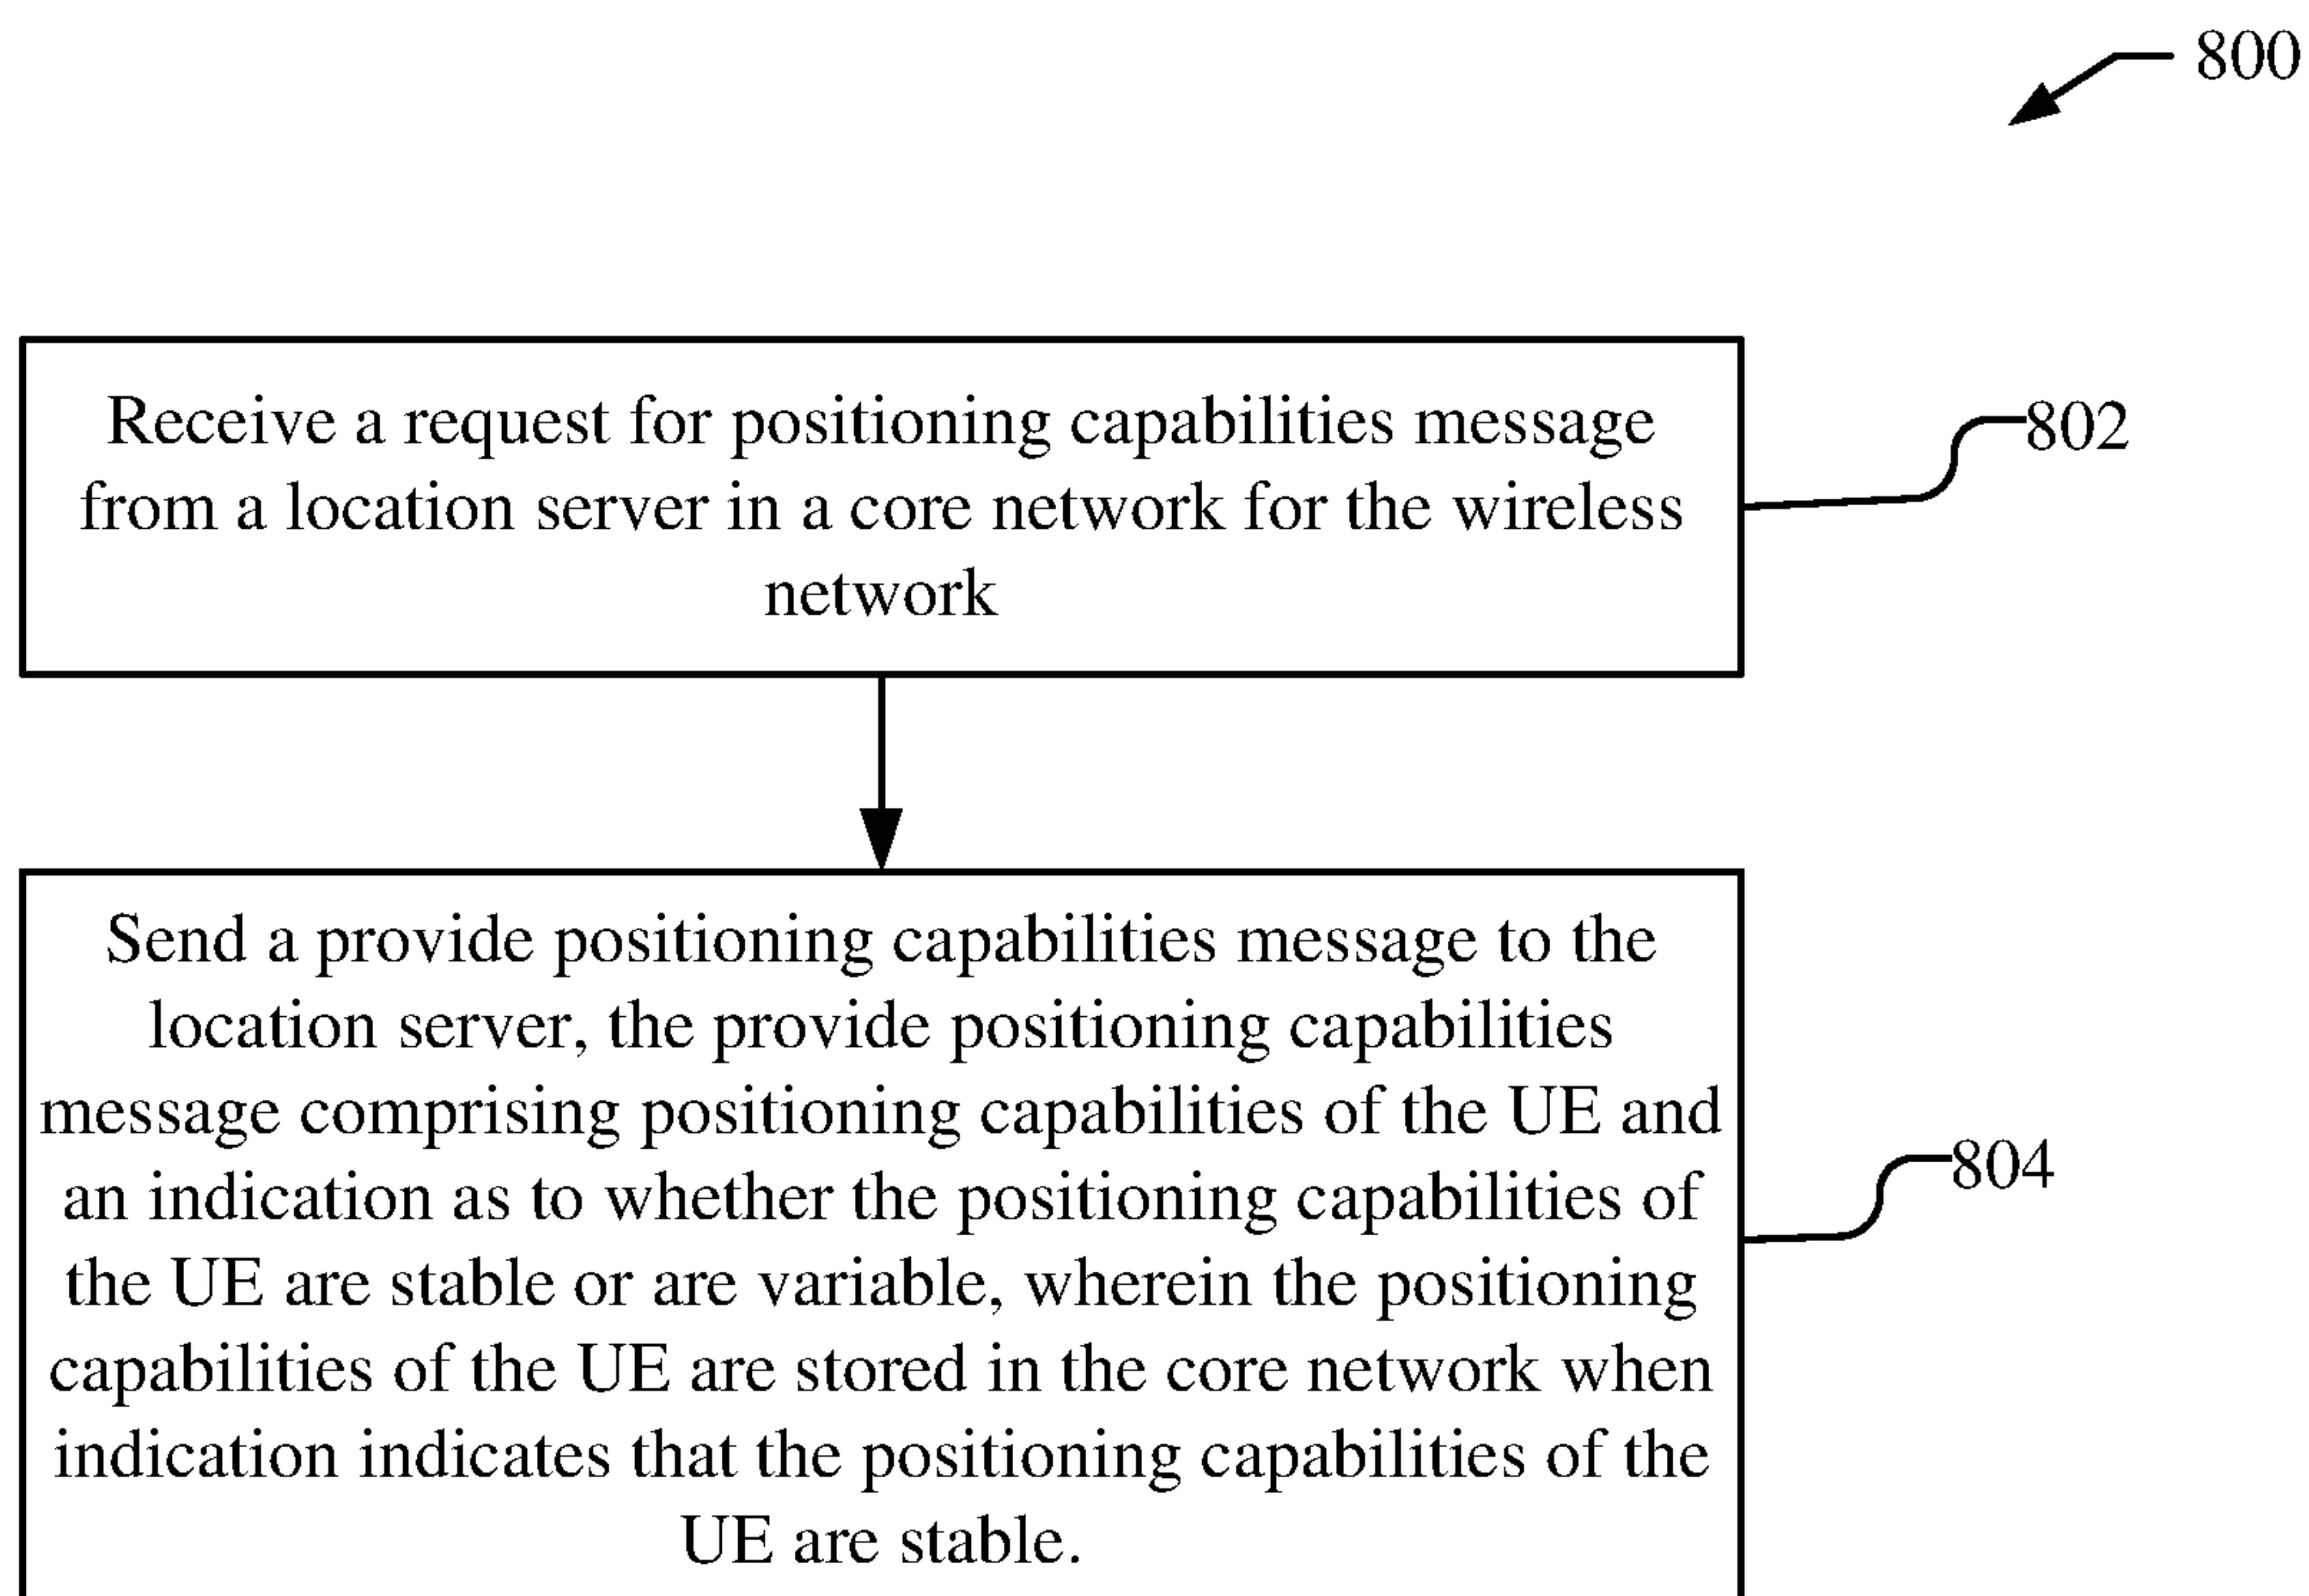 800
Receive a request for positioning capabilities message
from a location server in a core network for the wireless
network
802
Send a provide positioning capabilities message to the
location server, the provide positioning capabilities
message comprising positioning capabilities of the UE and
an indication as to whether the positioning capabilities of
the UE are stable or are variable, wherein the positioning
capabilities of the UE are stored in the core network when
indication indicates that the positioning capabilities of the
UE are stable.
804